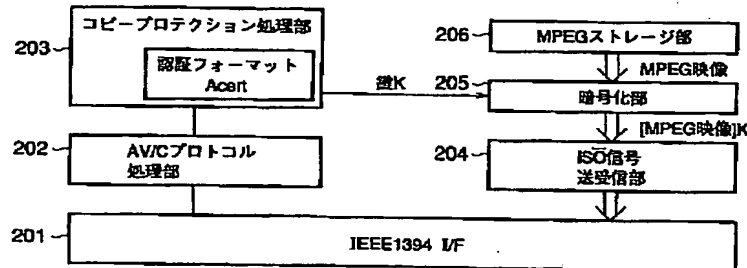 コピープロテクション処理部
203
認証フォーマット
Acert
鍵K
202
AV/Cプロトコル
処理部
206
MPEGストレージ部
MPEG映像
205
暗号化部
[MPEG映像]K
204
ISO信号
送受信部
201
IEEE1394 I/F